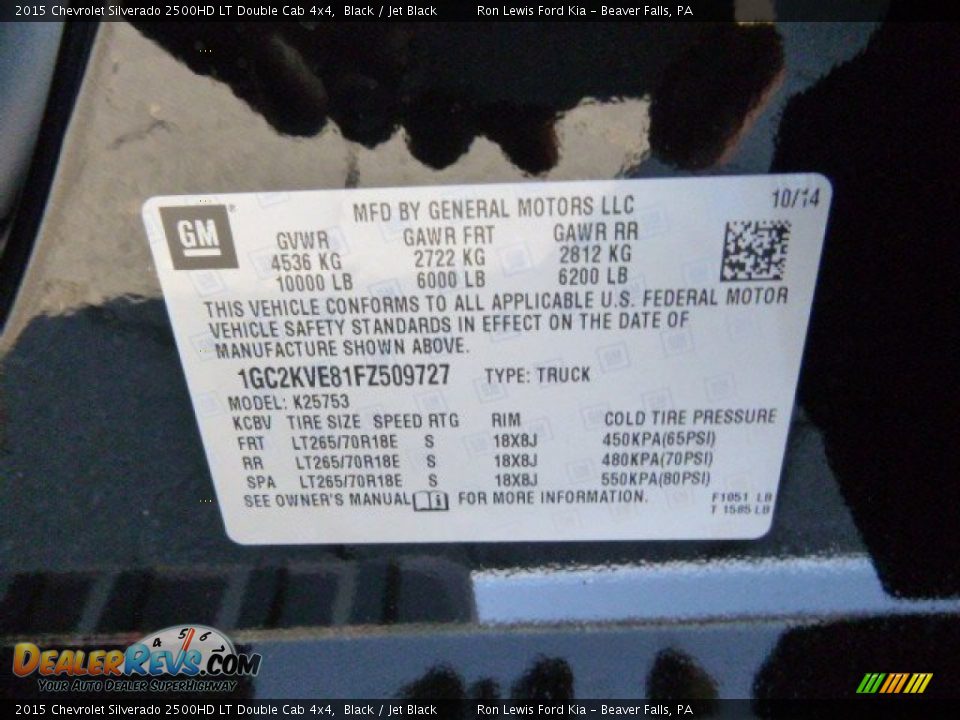 2015 Chevrolet Silverado 2500HD LT Double Cab 4x4, Black / Jet Black Ron Lewis Ford Kia - Beaver Falls, PA
GM
MFD BY GENERAL MOTORS LLC 10/14
GVWR GAWR FRT GAWR RR
4536 KG 2722 KG 2812 KG
10000 LB 6000 LB 6200 LB
THIS VEHICLE CONFORMS TO ALL APPLICABLE U.S. FEDERAL MOTOR
VEHICLE SAFETY STANDARDS IN EFFECT ON THE DATE OF
MANUFACTURE SHOWN ABOVE.
1GC2KVE81FZ509727 TYPE: TRUCK
MODEL: K25753
KCBV TIRE SIZE SPEED RTG RIM COLD TIRE PRESSURE
FRT LT265/70R18E S 18X8J 450KPA(65PSI)
RR LT265/70R18E S 18X8J 480KPA(70PSI)
SPA LT265/70R18E S 18X8J 550KPA(80PSI)
SEE OWNER'S MANUAL FOR MORE INFORMATION.
F1051 LB
T 1585 LB
4 5 6
DealerRevs.com
Your Auto Dealer SuperHighway
2015 Chevrolet Silverado 2500HD LT Double Cab 4x4, Black / Jet Black Ron Lewis Ford Kia - Beaver Falls, PA